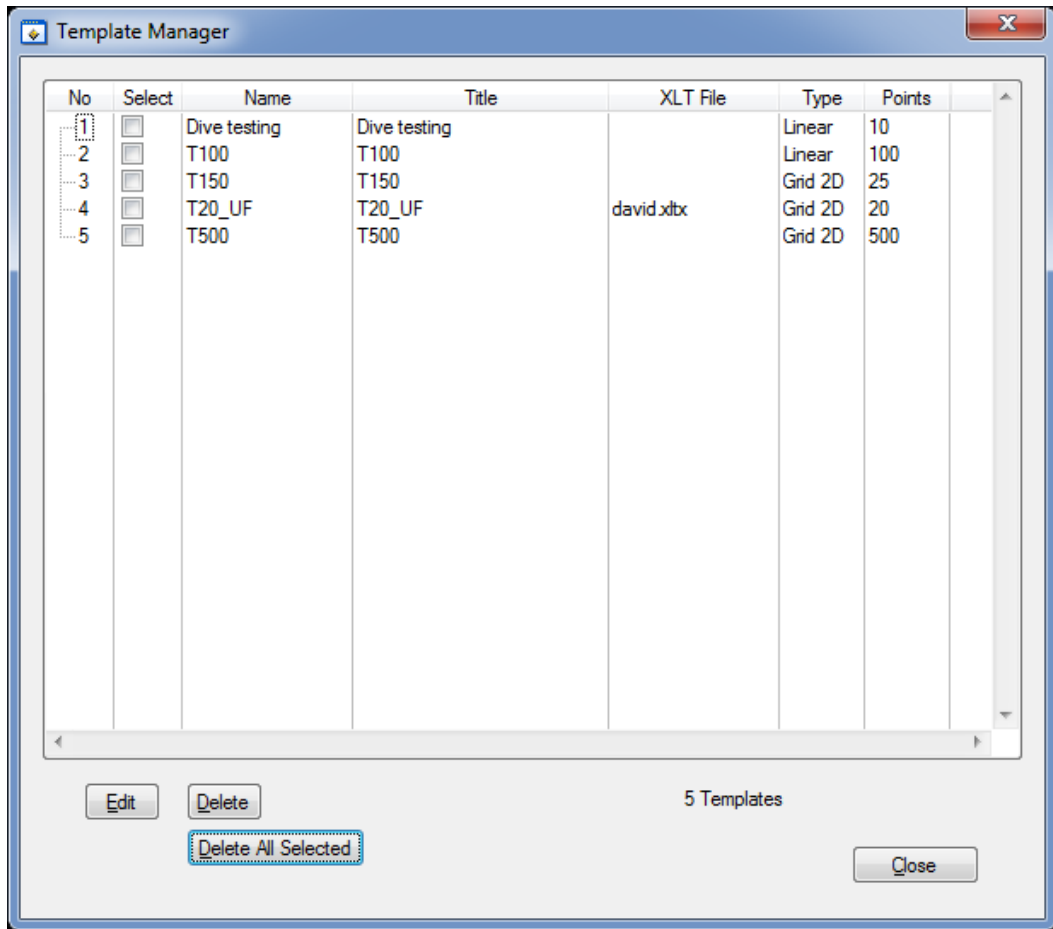 Template Manager
No Select Name Title XLT File Type Points
1 Dive testing Dive testing Linear 10
2 T100 T100 Linear 100
3 T150 T150 Grid 2D 25
4 T20_UF T20_UF david.xltx Grid 2D 20
5 T500 T500 Grid 2D 500
Edit Delete 5 Templates
Delete All Selected
Close